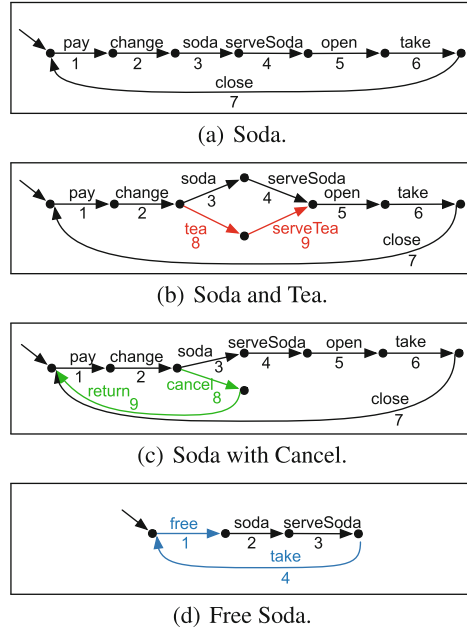 pay change soda serveSoda open take
1 2 3 4 5 6
close
7
(a) Soda.
soda serveSoda
pay change open take
1 2 3 4 5 6
tea serveTea
8 9
close
7
(b) Soda and Tea.
soda serveSoda open take
pay change 3 4 5 6
1 2
return cancel close
9 8 7
(c) Soda with Cancel.
free soda serveSoda
1 2 3
take
4
(d) Free Soda.